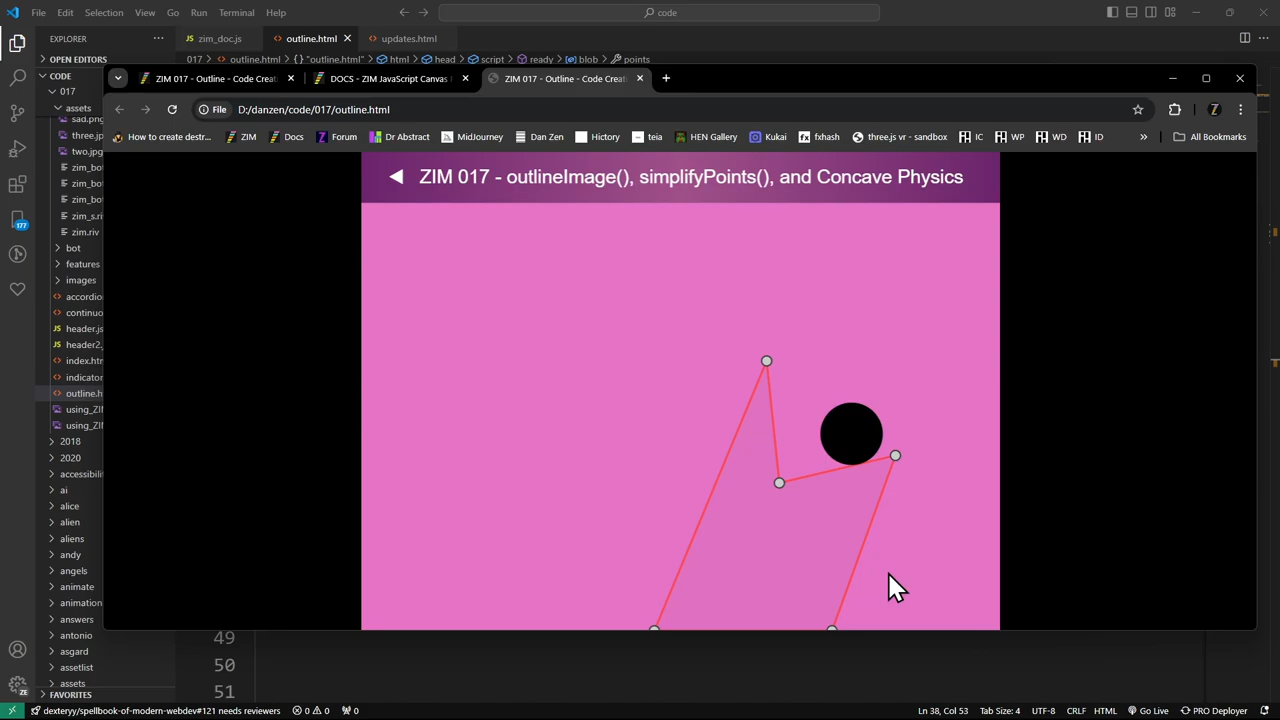 File Edit Selection View Go Run Terminal Help
code
EXPLORER
zim_doc.js
outline.html
updates.html
OPEN EDITORS
017 > outline.html > {} "outline.html" > html > head > script > ready > blob > points
CODE
017
assets
sad.png
three.jp
two.jpg
zim_bo
zim_bo
zim_bo
zim_s.ri
zim.riv
bot
features
images
accordio
continuo
header.js
header2.
index.ht
indicator
outline.h
using_ZI
using_ZI
2018
2020
accessibili
ai
alice
alien
aliens
andy
angels
animate
animation
answers
antonio
asgard
assetlist
assets
FAVORITES
177
ZE
ZIM 017 - Outline - Code Creati
DOCS - ZIM JavaScript Canvas
ZIM 017 - Outline - Code Creati
File D:/danzen/code/017/outline.html
How to create destr...
ZIM
Docs
Forum
Dr Abstract
MidJourney
Dan Zen
Hictory
teia
HEN Gallery
Kukai
fxhash
three.js vr - sandbox
IC
WP
WD
ID
All Bookmarks
ZIM 017 - outlineImage(), simplifyPoints(), and Concave Physics
49
50
51
dexteryy/spellbook-of-modern-webdev#121 needs reviewers
0
0
0
Ln 38, Col 53
Tab Size: 4
UTF-8
CRLF
HTML
Go Live
PRO Deployer